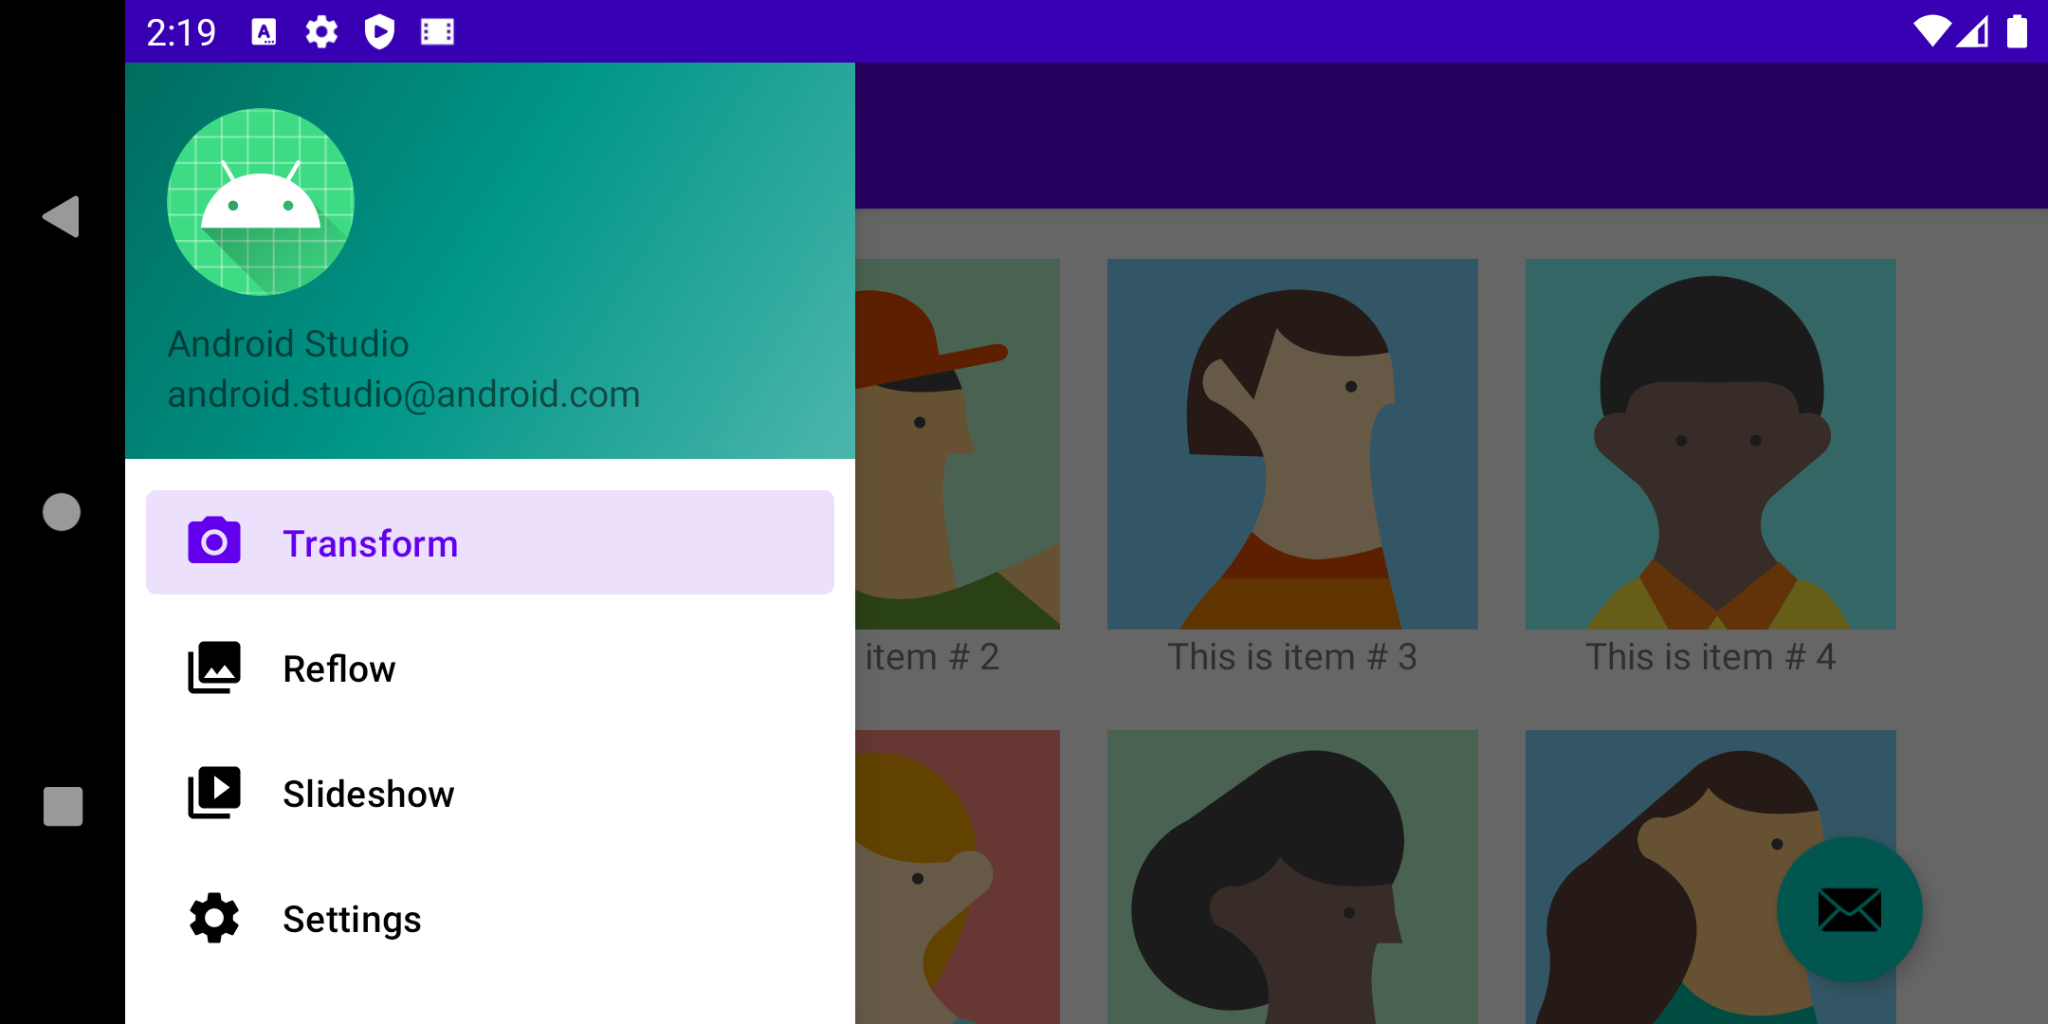 2:19
Android Studio
android.studio@android.com
Transform
Reflow
Slideshow
Settings
item # 2
This is item # 3
This is item # 4